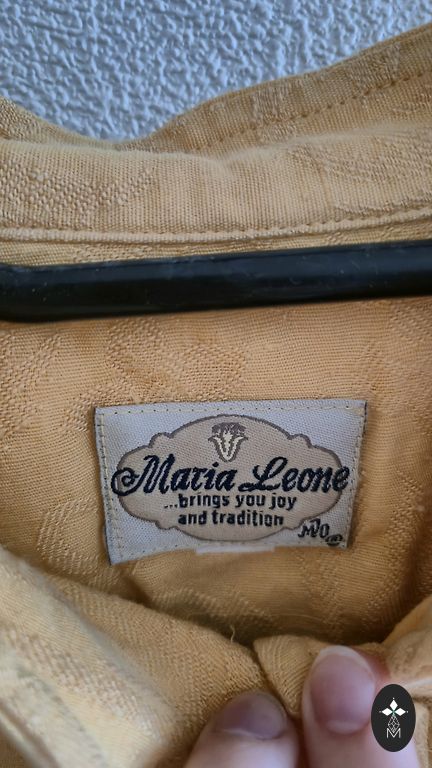 Maria Leone
...brings you joy
and tradition